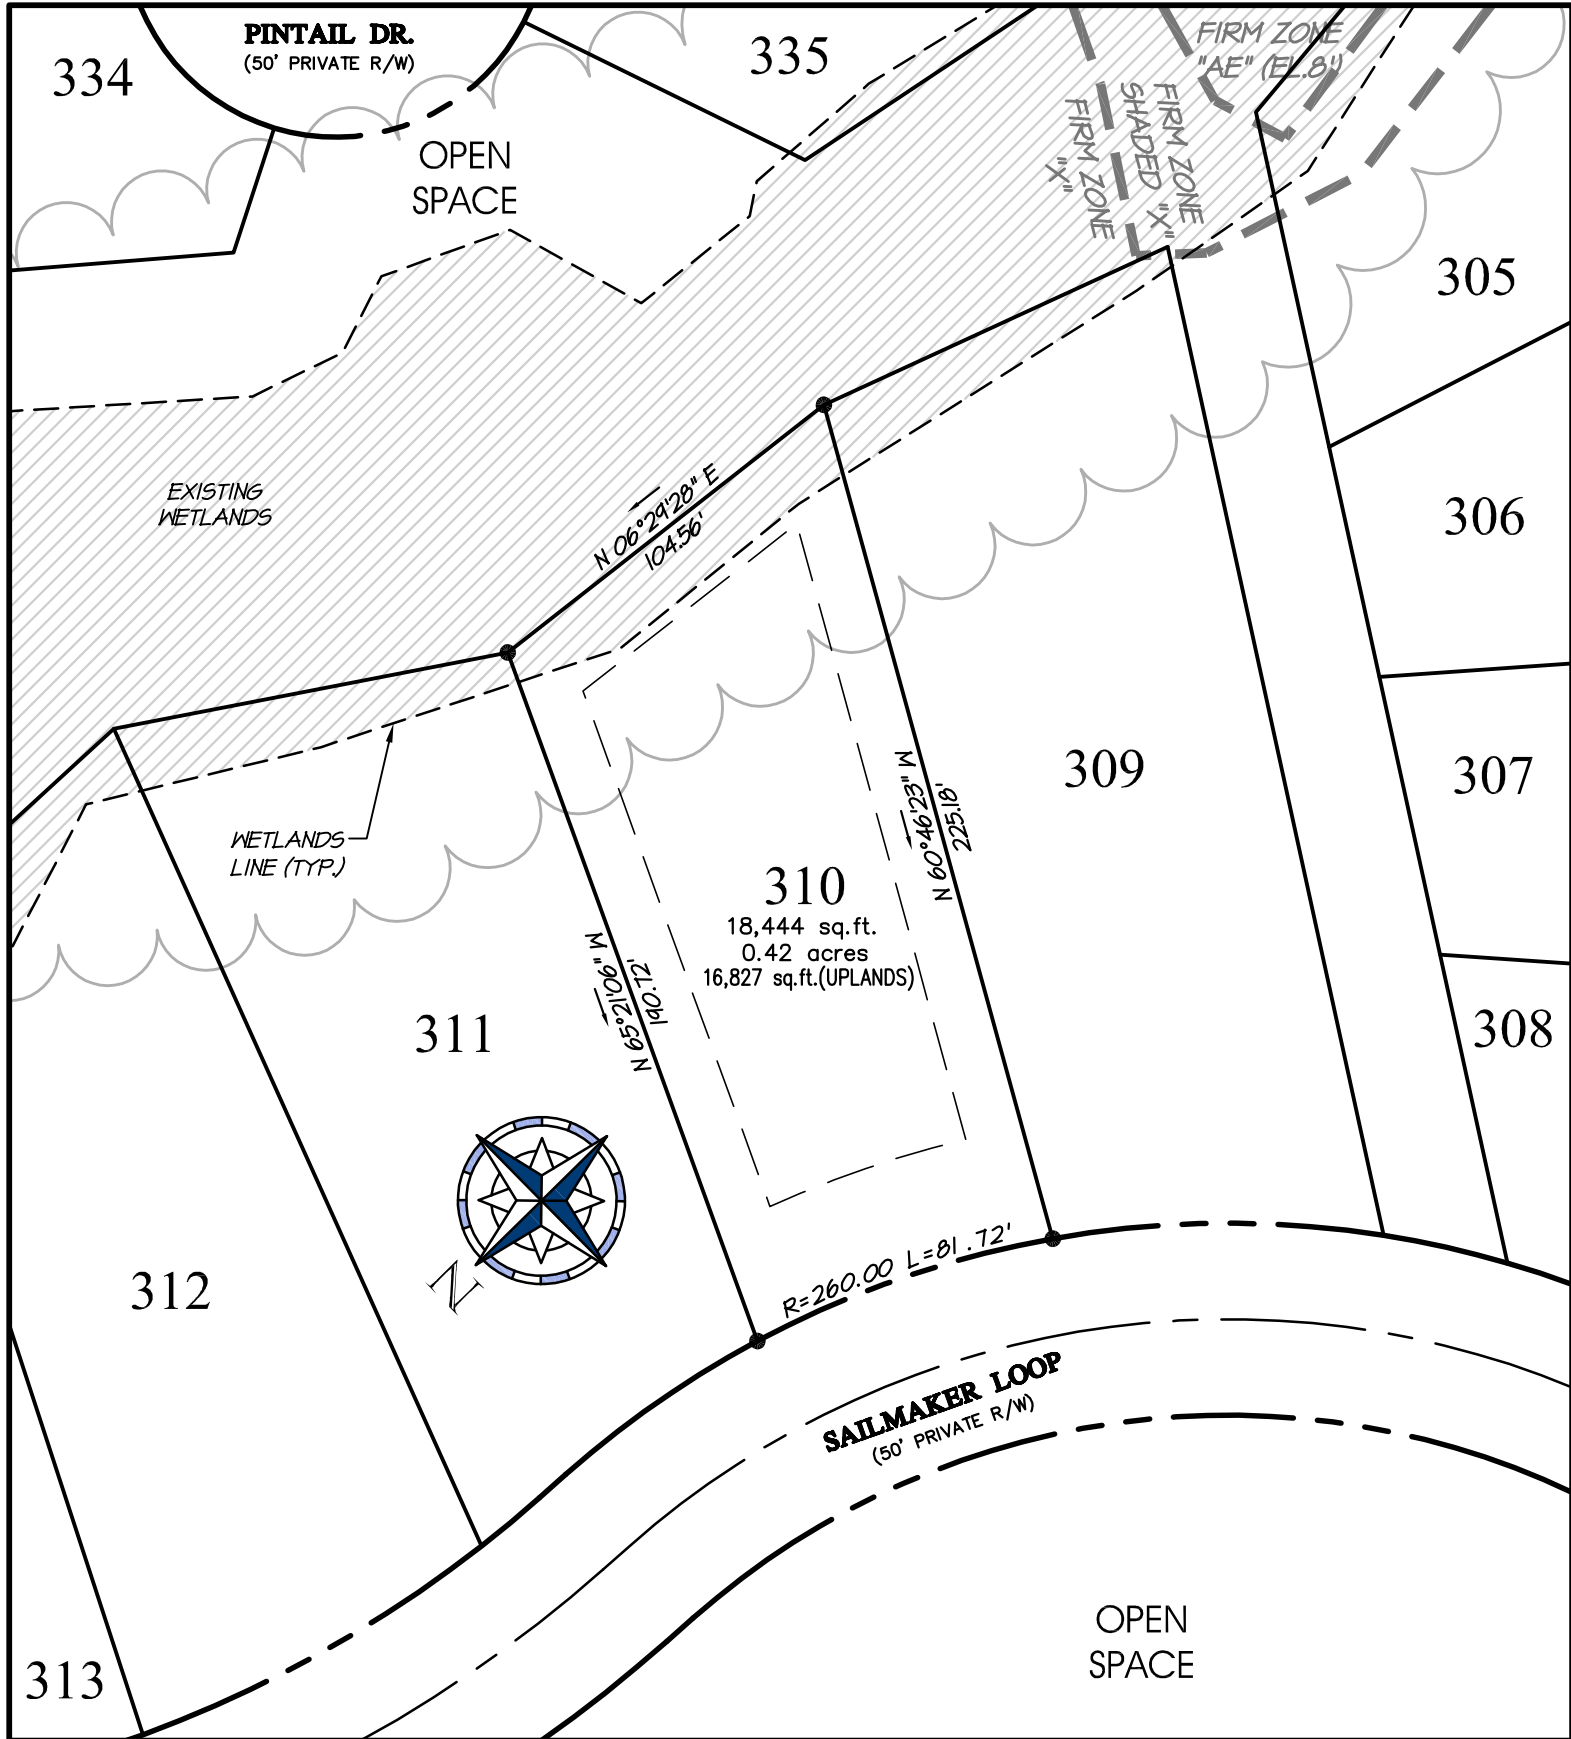 PINTAIL DR.
(50' PRIVATE R/W)
334
335
FIRM ZONE
"AE" (EL.8')
FIRM ZONE
SHADED "X"
FIRM ZONE
"X"
OPEN
SPACE
305
EXISTING
WETLANDS
N 06°29'28" E
104.56'
306
309
307
WETLANDS
LINE (TYP.)
N 60°46'23" W
225.18'
310
18,444 sq.ft.
0.42 acres
16,827 sq.ft.(UPLANDS)
N 65°21'06" W
190.72'
311
308
N
312
R=260.00 L=81.72'
SAILMAKER LOOP
(50' PRIVATE R/W)
OPEN
SPACE
313